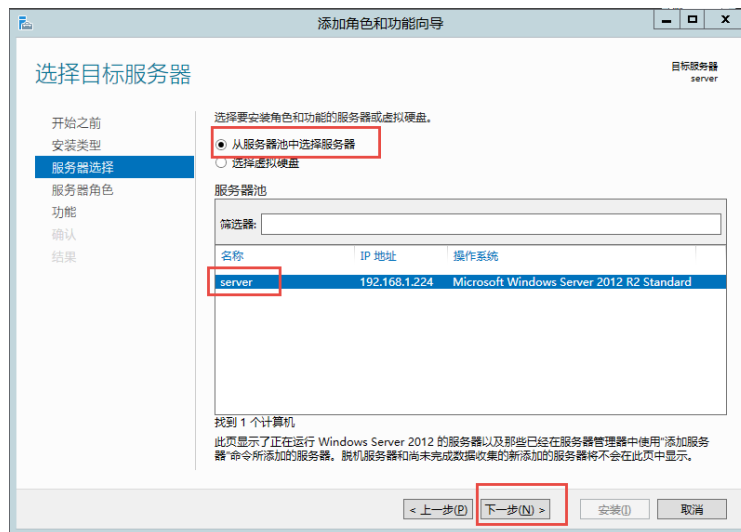 添加角色和功能向导
选择目标服务器
目标服务器
server
开始之前
安装类型
服务器选择
服务器角色
功能
确认
结果
选择要安装角色和功能的服务器或虚拟硬盘。
从服务器池中选择服务器
选择虚拟硬盘
服务器池
筛选器:
名称 IP 地址 操作系统
server 192.168.1.224 Microsoft Windows Server 2012 R2 Standard
找到 1 个计算机
此页显示了正在运行 Windows Server 2012 的服务器以及那些已经在服务器管理器中使用"添加服务
器"命令所添加的服务器。脱机服务器和尚未完成数据收集的新添加的服务器将不会在此页中显示。
< 上一步(P) 下一步(N) > 安装(I) 取消